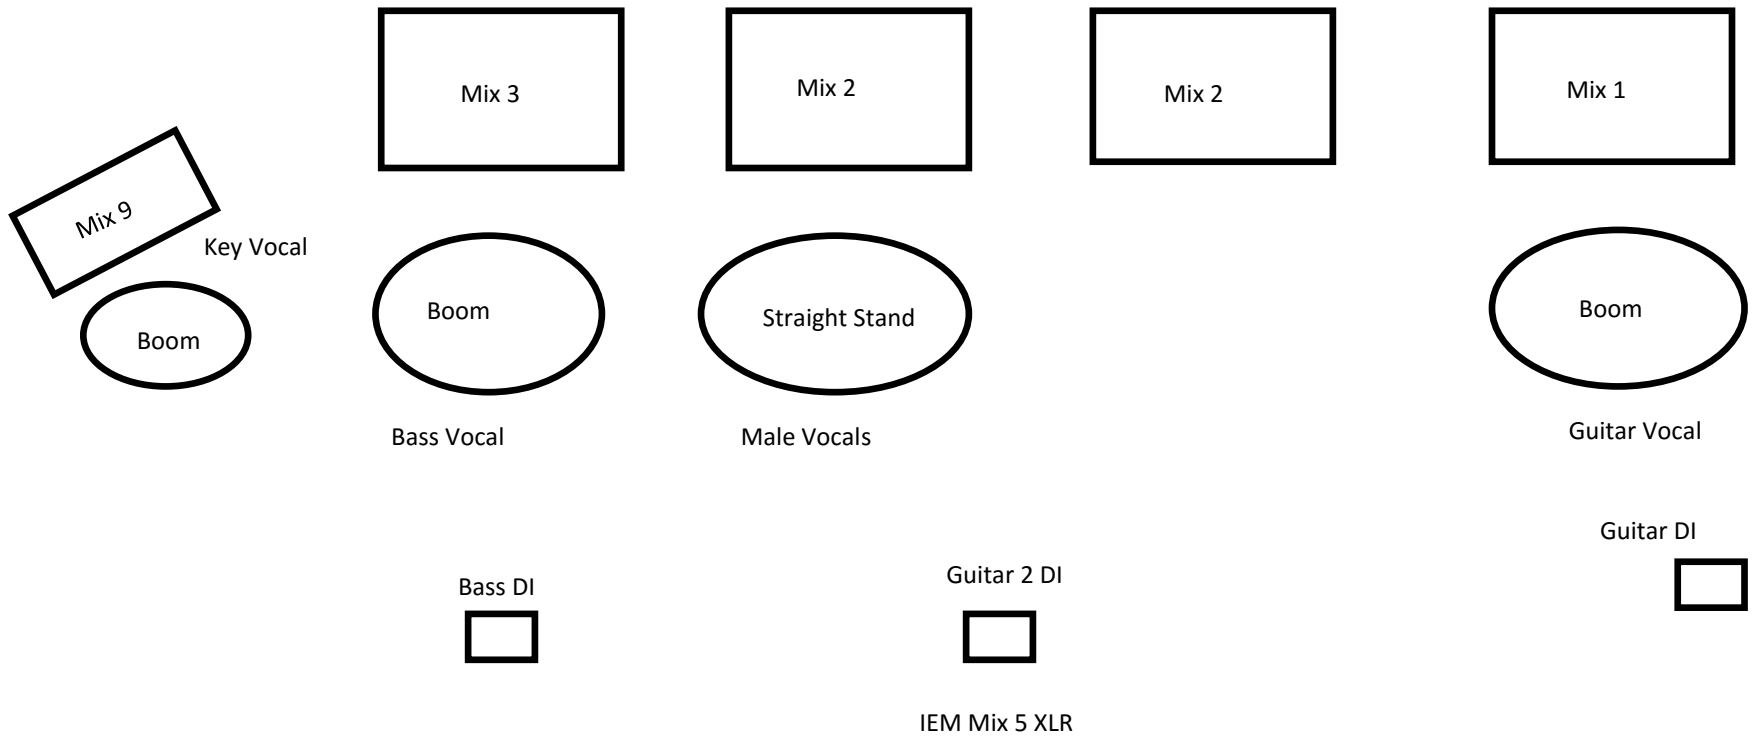 Mix 3
Mix 2
Mix 2
Mix 1
Mix 9
Key Vocal
Boom
Boom
Straight Stand
Boom
Bass Vocal
Male Vocals
Guitar Vocal
Guitar DI
Bass DI
Guitar 2 DI
IEM Mix 5 XLR